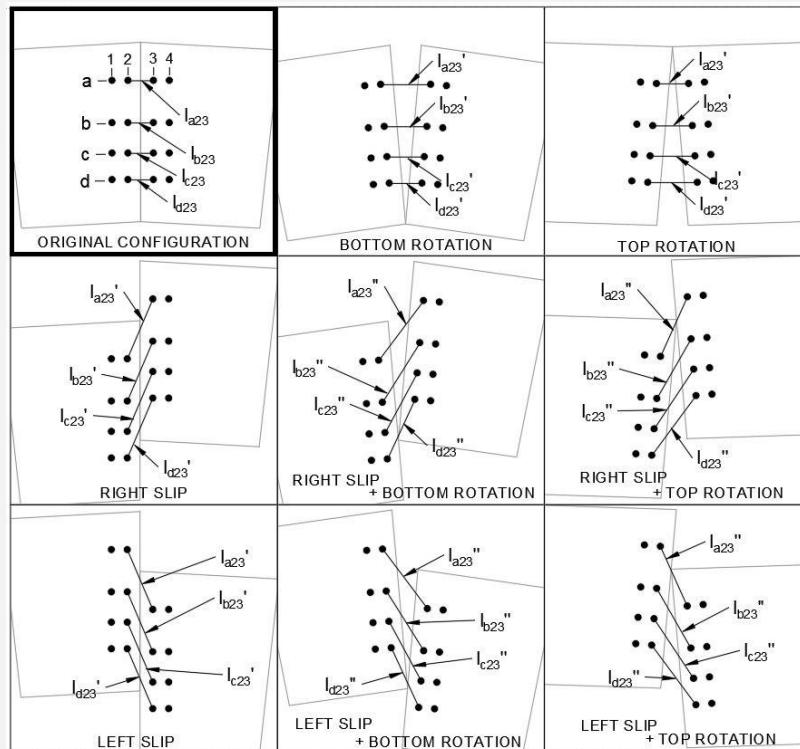 1 2 3 4
a
b
c
d
la23
lb23
lc23
ld23
ORIGINAL CONFIGURATION
la23'
lb23'
lc23'
ld23'
BOTTOM ROTATION
la23'
lb23'
lc23'
ld23'
TOP ROTATION
la23'
lb23'
lc23'
ld23'
RIGHT SLIP
la23"
lb23"
lc23"
ld23"
RIGHT SLIP
+ BOTTOM ROTATION
la23"
lb23"
lc23"
ld23"
RIGHT SLIP
+ TOP ROTATION
la23'
lb23'
lc23'
ld23'
LEFT SLIP
la23"
lb23"
lc23"
ld23"
LEFT SLIP
+ BOTTOM ROTATION
la23"
lb23"
lc23"
ld23"
LEFT SLIP
+ TOP ROTATION